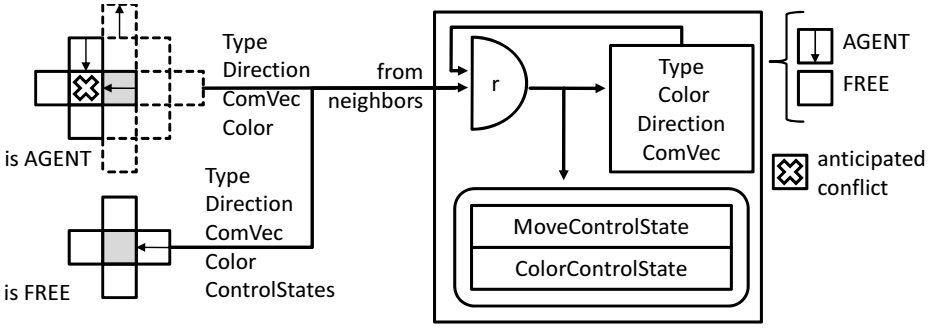 Type
Direction
ComVec
Color
is AGENT
Type
Direction
ComVec
Color
ControlStates
is FREE
from
neighbors
r
Type
Color
Direction
ComVec
MoveControlState
ColorControlState
AGENT
FREE
anticipated
conflict